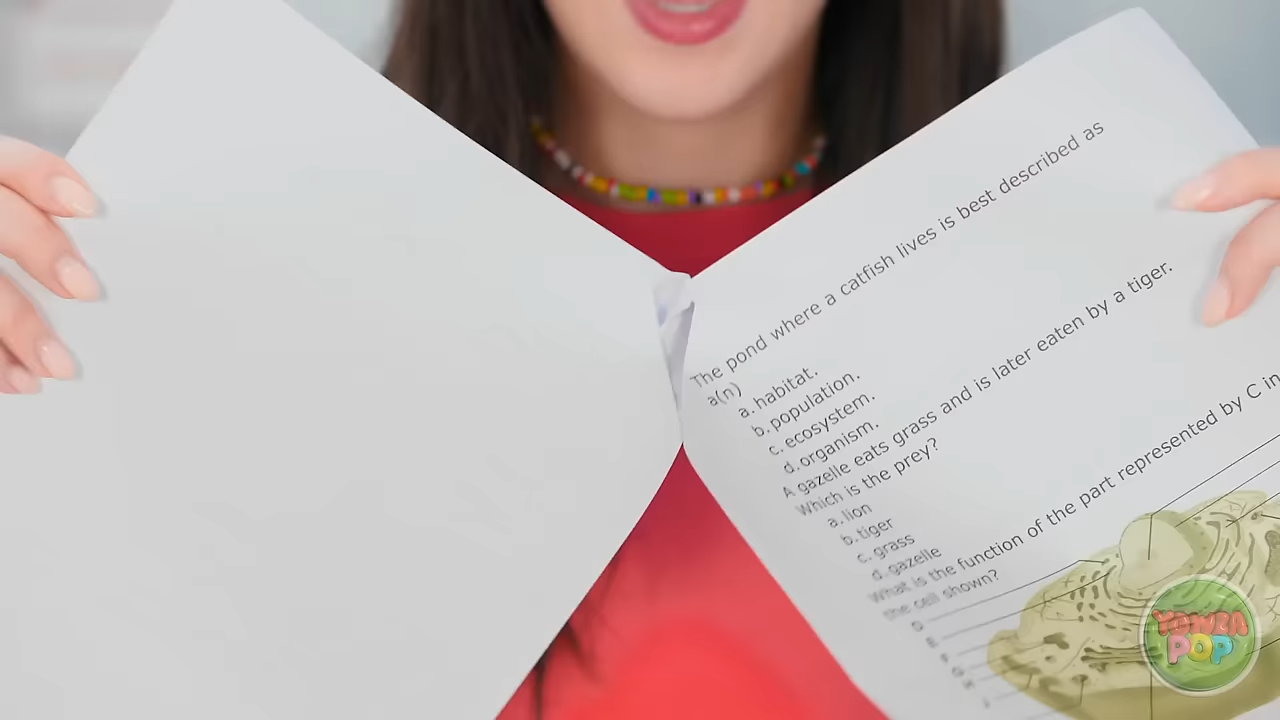 The pond where a catfish lives is best described as
a(n)
a. habitat.
b. population.
c. ecosystem.
d. organism.
A gazelle eats grass and is later eaten by a tiger.
Which is the prey?
a. lion
b. tiger
c. grass
d. gazelle
What is the function of the part represented by C in
the cell shown?
D
YOWZA
POP